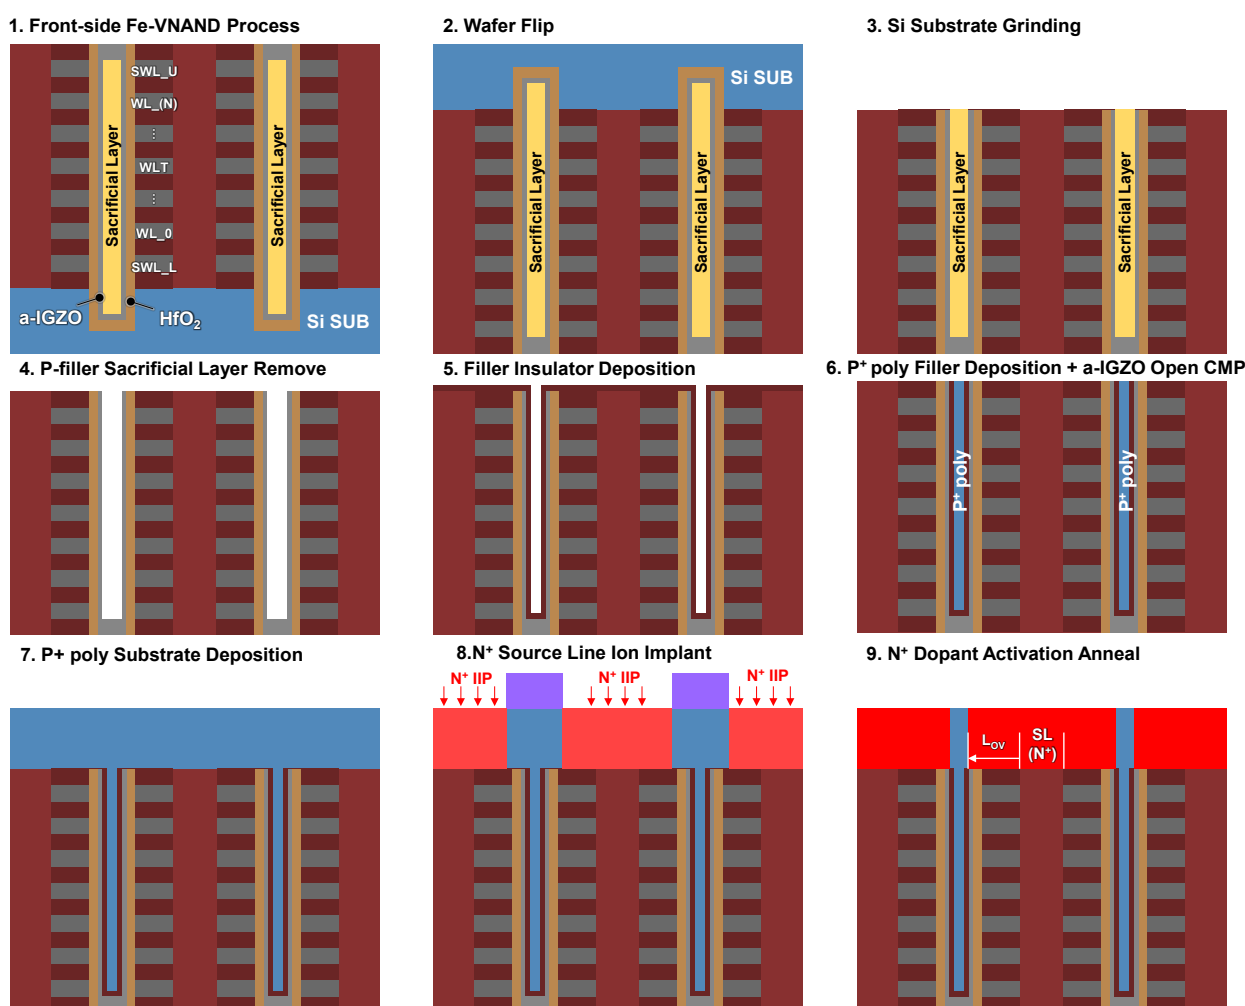 1. Front-side Fe-VNAND Process
SWL_U
WL_(N)
⋮
WLT
⋮
WL_0
SWL_L
Sacrificial Layer
Sacrificial Layer
a-IGZO
HfO₂
Si SUB
2. Wafer Flip
Si SUB
Sacrificial Layer
Sacrificial Layer
3. Si Substrate Grinding
Sacrificial Layer
Sacrificial Layer
4. P-filler Sacrificial Layer Remove
5. Filler Insulator Deposition
6. P⁺ poly Filler Deposition + a-IGZO Open CMP
P⁺ poly
P⁺ poly
7. P+ poly Substrate Deposition
8.N⁺ Source Line Ion Implant
N⁺ IIP
N⁺ IIP
N⁺ IIP
9. N⁺ Dopant Activation Anneal
L_OV
SL
(N⁺)